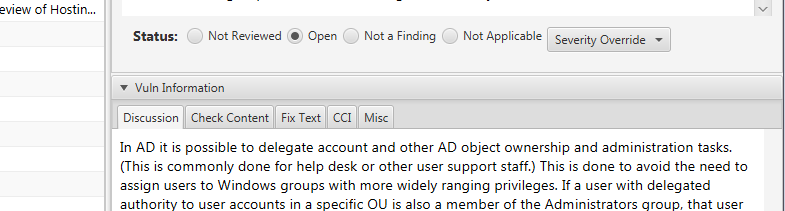 eview of Hostin...
Status: Not Reviewed Open Not a Finding Not Applicable Severity Override
Vuln Information
Discussion Check Content Fix Text CCI Misc
In AD it is possible to delegate account and other AD object ownership and administration tasks.
(This is commonly done for help desk or other user support staff.) This is done to avoid the need to
assign users to Windows groups with more widely ranging privileges. If a user with delegated
authority to user accounts in a specific OU is also a member of the Administrators group, that user